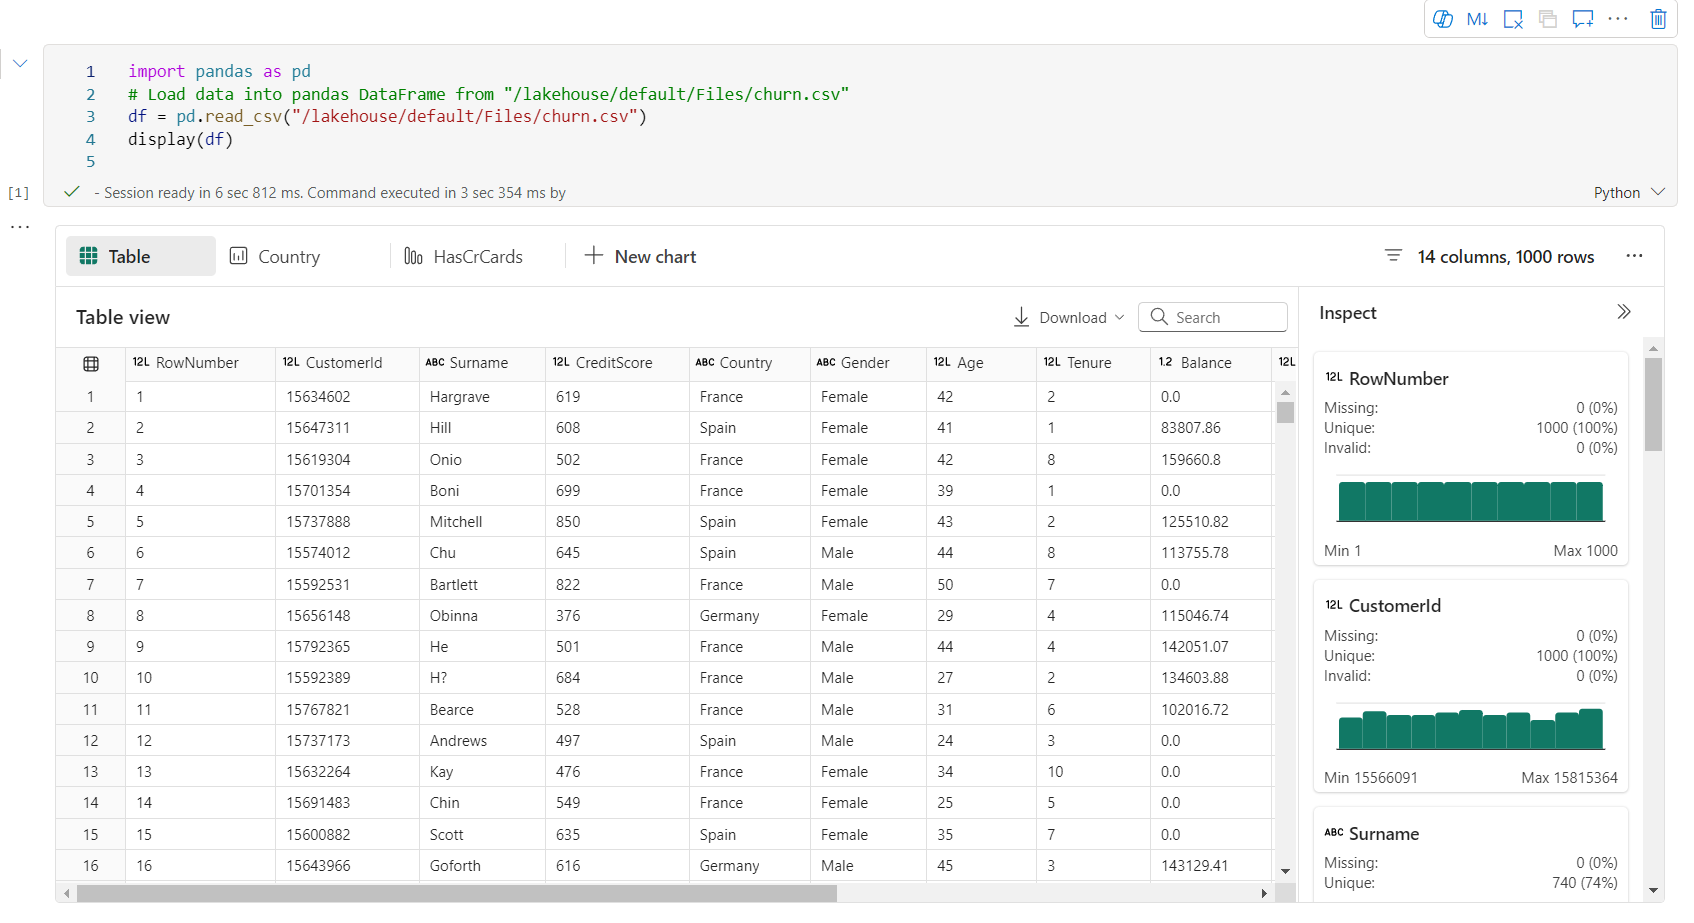 M↓
1 import pandas as pd
2 # Load data into pandas DataFrame from "/lakehouse/default/Files/churn.csv"
3 df = pd.read_csv("/lakehouse/default/Files/churn.csv")
4 display(df)
5
[1] - Session ready in 6 sec 812 ms. Command executed in 3 sec 354 ms by Python
Table Country HasCrCards New chart 14 columns, 1000 rows
Table view Download Search
12L RowNumber 12L CustomerId ABC Surname 12L CreditScore ABC Country ABC Gender 12L Age 12L Tenure 1.2 Balance 12L
1 1 15634602 Hargrave 619 France Female 42 2 0.0
2 2 15647311 Hill 608 Spain Female 41 1 83807.86
3 3 15619304 Onio 502 France Female 42 8 159660.8
4 4 15701354 Boni 699 France Female 39 1 0.0
5 5 15737888 Mitchell 850 Spain Female 43 2 125510.82
6 6 15574012 Chu 645 Spain Male 44 8 113755.78
7 7 15592531 Bartlett 822 France Male 50 7 0.0
8 8 15656148 Obinna 376 Germany Female 29 4 115046.74
9 9 15792365 He 501 France Male 44 4 142051.07
10 10 15592389 H? 684 France Male 27 2 134603.88
11 11 15767821 Bearce 528 France Male 31 6 102016.72
12 12 15737173 Andrews 497 Spain Male 24 3 0.0
13 13 15632264 Kay 476 France Female 34 10 0.0
14 14 15691483 Chin 549 France Female 25 5 0.0
15 15 15600882 Scott 635 Spain Female 35 7 0.0
16 16 15643966 Goforth 616 Germany Male 45 3 143129.41
Inspect
12L RowNumber
Missing: 0 (0%)
Unique: 1000 (100%)
Invalid: 0 (0%)
Min 1 Max 1000
12L CustomerId
Missing: 0 (0%)
Unique: 1000 (100%)
Invalid: 0 (0%)
Min 15566091 Max 15815364
ABC Surname
Missing: 0 (0%)
Unique: 740 (74%)